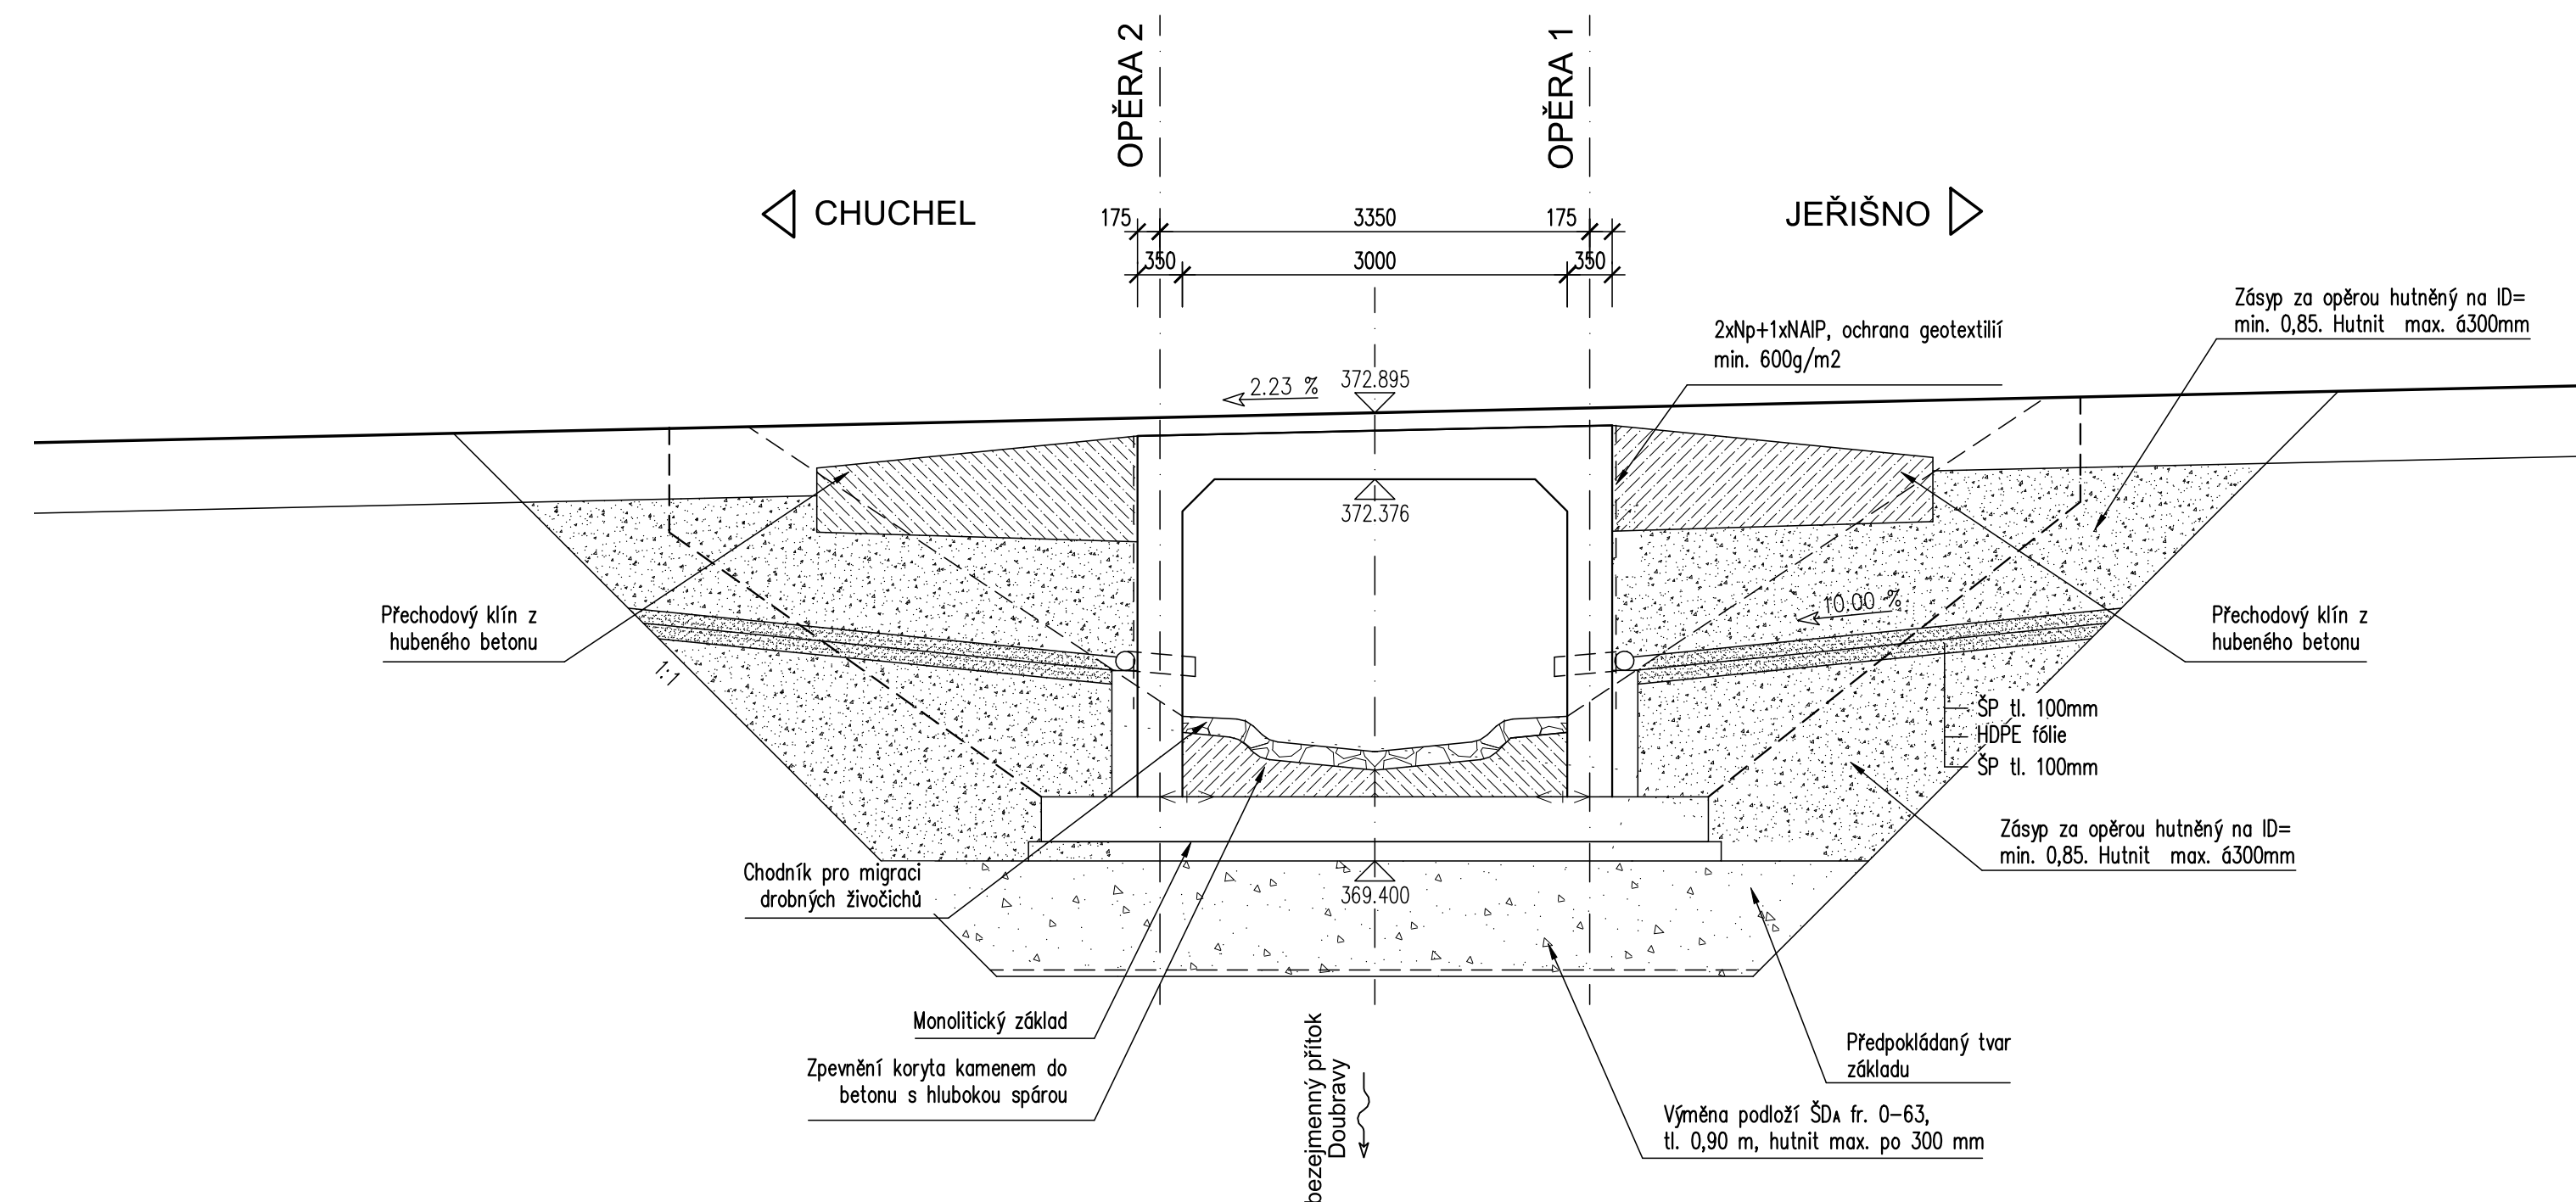 OPĚRA 2
OPĚRA 1
CHUCHEL
JEŘIŠNO
175
3350
175
350
3000
350
Zásyp za opěrou hutněný na ID=
min. 0,85. Hutnit max. á300mm
2xNp+1xNAIP, ochrana geotextilií
min. 600g/m2
2.23 %
372.895
372.376
10.00 %
Přechodový klín z
hubeného betonu
Přechodový klín z
hubeného betonu
1:1
ŠP tl. 100mm
HDPE fólie
ŠP tl. 100mm
Zásyp za opěrou hutněný na ID=
min. 0,85. Hutnit max. á300mm
Chodník pro migraci
drobných živočichů
369.400
Monolitický základ
Zpevnění koryta kamenem do
betonu s hlubokou spárou
Předpokládaný tvar
základu
Výměna podloží ŠDA fr. 0-63,
tl. 0,90 m, hutnit max. po 300 mm
bezejmenný přítok
Doubravy